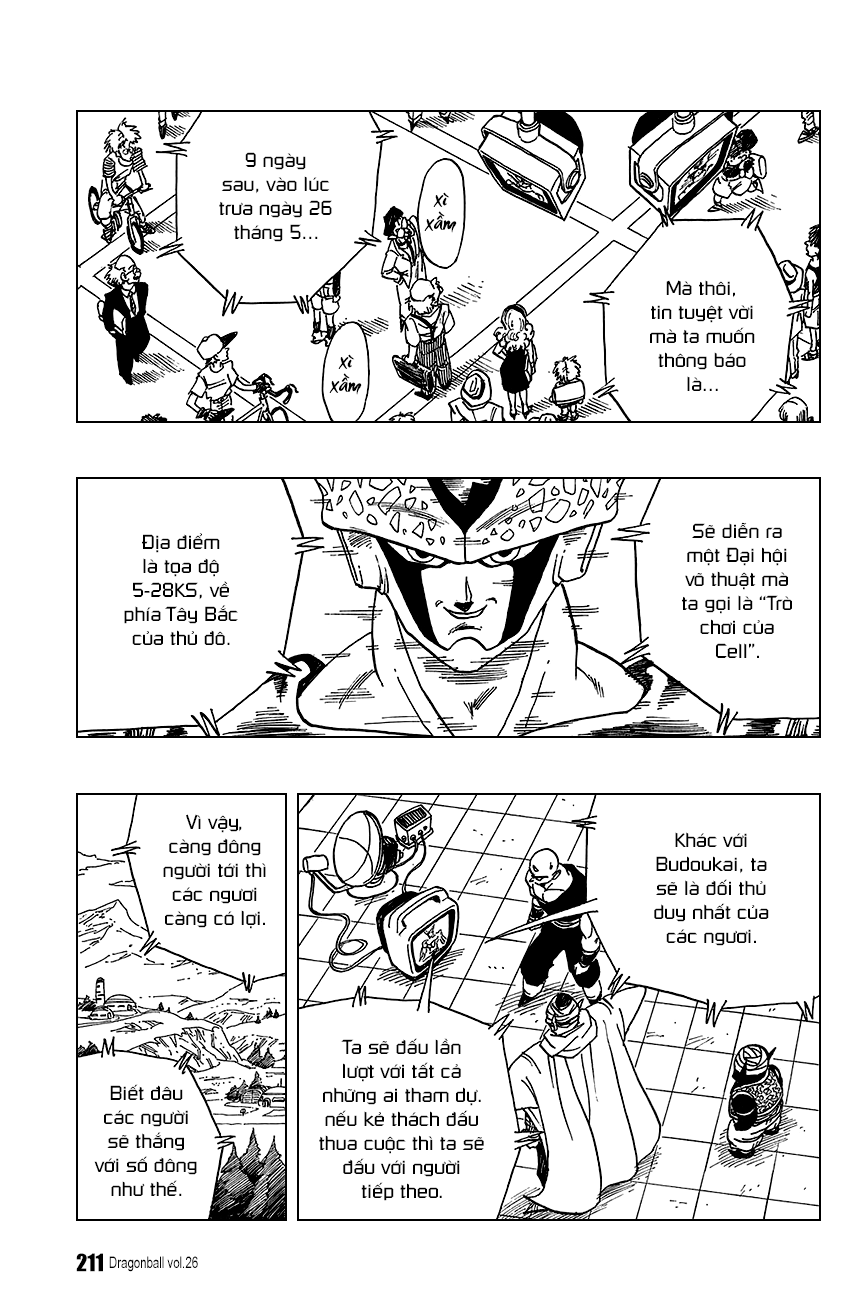 Mà thôi,
tin tuyệt vời
mà ta muốn
thông báo
là...
Xì
xầm
9 ngày
sau, vào lúc
trưa ngày 26
tháng 5...
Xì
xầm
Sẽ diễn ra
một Đại hội
võ thuật mà
ta gọi là “Trò
chơi của
Cell”.
Địa điểm
là tọa độ
5-28KS, về
phía Tây Bắc
của thủ đô.
Khác với
Budoukai, ta
sẽ là đối thủ
duy nhất của
các ngươi.
Ta sẽ đấu lần
lượt với tất cả
những ai tham dự.
nếu kẻ thách đấu
thua cuộc thì ta sẽ
đấu với người
tiếp theo.
Vì vậy,
càng đông
người tới thì
các ngươi
càng có lợi.
Biết đâu
các người
sẽ thắng
với số đông
như thế.
211 Dragonball vol.26